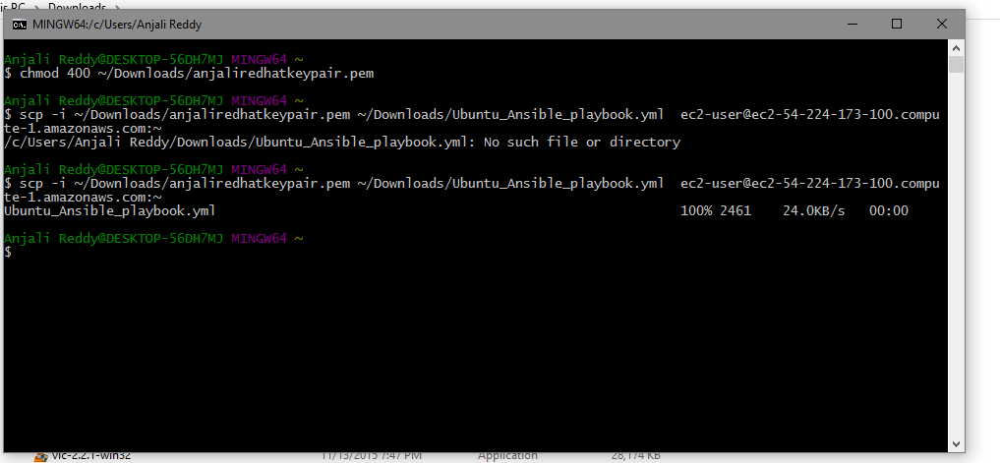 is PC > Downloads >
MINGW64:/c/Users/Anjali Reddy
Anjali Reddy@DESKTOP-56DH7MJ MINGW64 ~
$ chmod 400 ~/Downloads/anjaliredhatkeypair.pem
Anjali Reddy@DESKTOP-56DH7MJ MINGW64 ~
$ scp -i ~/Downloads/anjaliredhatkeypair.pem ~/Downloads/Ubuntu_Ansible_playbook.yml  ec2-user@ec2-54-224-173-100.compu
te-1.amazonaws.com:~
/c/Users/Anjali Reddy/Downloads/Ubuntu_Ansible_playbook.yml: No such file or directory
Anjali Reddy@DESKTOP-56DH7MJ MINGW64 ~
$ scp -i ~/Downloads/anjaliredhatkeypair.pem ~/Downloads/Ubuntu_Ansible_playbook.yml  ec2-user@ec2-54-224-173-100.compu
te-1.amazonaws.com:~
Ubuntu_Ansible_playbook.yml 100% 2461 24.0KB/s 00:00
Anjali Reddy@DESKTOP-56DH7MJ MINGW64 ~
$
vlc-2.2.1-win32 11/13/2015 7:47 PM Application 28,174 KB